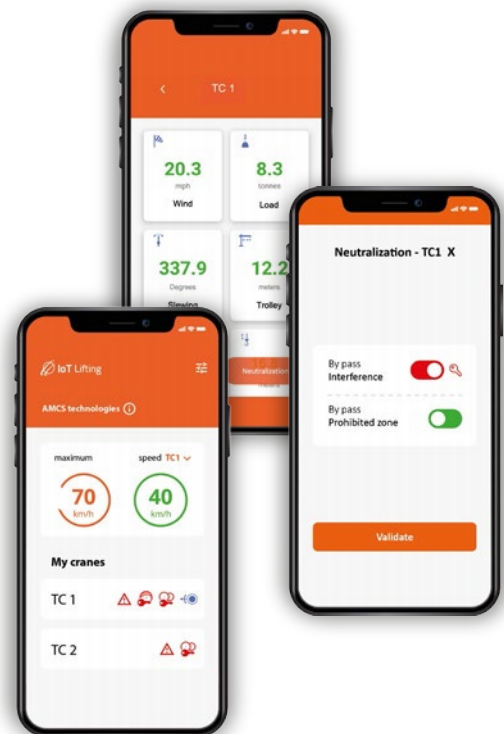 TC 1
20.3
mph
Wind
8.3
tonnes
Load
337.9
Degrees
Slewing
12.2
meters
Trolley
Neutralization
meters
Neutralization - TC1 X
By pass
Interference
By pass
Prohibited zone
Validate
IoT Lifting
AMCS technologies
maximum
speed TC1
70
km/h
40
km/h
My cranes
TC 1
TC 2